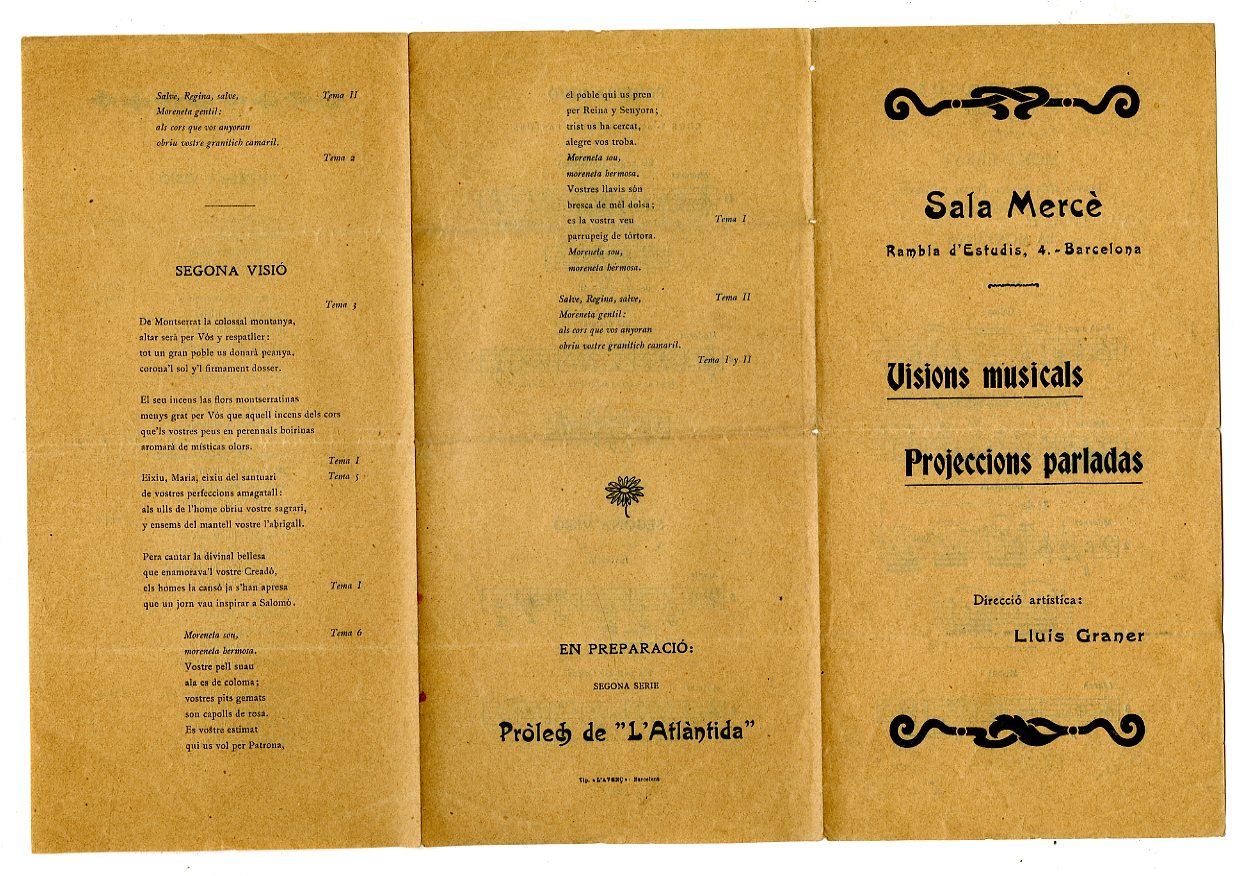 Salve, Regina, salve, Tema II
Moreneta gentil:
als cors que vos anyoran
obriu vostre granítich camaril.
Tema 2
SEGONA VISIÓ
Tema 3
De Montserrat la colossal montanya,
altar serà per Vós y respatller:
tot un gran poble us donarà peanya,
corona'l sol y'l firmament dosser.
El seu incens las flors montserratinas
menys grat per Vós que aquell incens dels cors
que'ls vostres peus en perennals boirinas
aromarà de místicas olors.
Tema I
Eixiu, Maria, eixiu del santuari Tema 5
de vostres perfeccions amagatall:
als ulls de l'home obriu vostre sagrari,
y ensems del mantell vostre l'abrigall.
Pera cantar la divinal bellesa
que enamorava'l vostre Creadó,
els homes la cansó ja s'han apresa Tema I
que un jorn vau inspirar a Salomó.
Moreneta sou, Tema 6
moreneta hermosa.
Vostre pell suau
ala es de coloma;
vostres pits gemats
son capolls de rosa.
Es vostre estimat
qui us vol per Patrona,
el poble qui us pren
per Reina y Senyora;
trist us ha cercat,
alegre vos troba.
Moreneta sou,
moreneta hermosa.
Vostres llavis són
bresca de mél dolsa;
es la vostra veu Tema I
parrupeig de tórtora.
Moreneta sou,
moreneta hermosa.
Salve, Regina, salve, Tema II
Moreneta gentil:
als cors que vos anyoran
obriu vostre granítich camaril.
Tema I y II
EN PREPARACIÓ:
SEGONA SERIE
Pròlech de "L'Atlàntida"
Tip. «L'AVENÇ»: Barcelona
Sala Mercè
Rambla d'Estudis, 4.-Barcelona
Visions musicals
Projeccions parladas
Direcció artística:
Lluís Graner